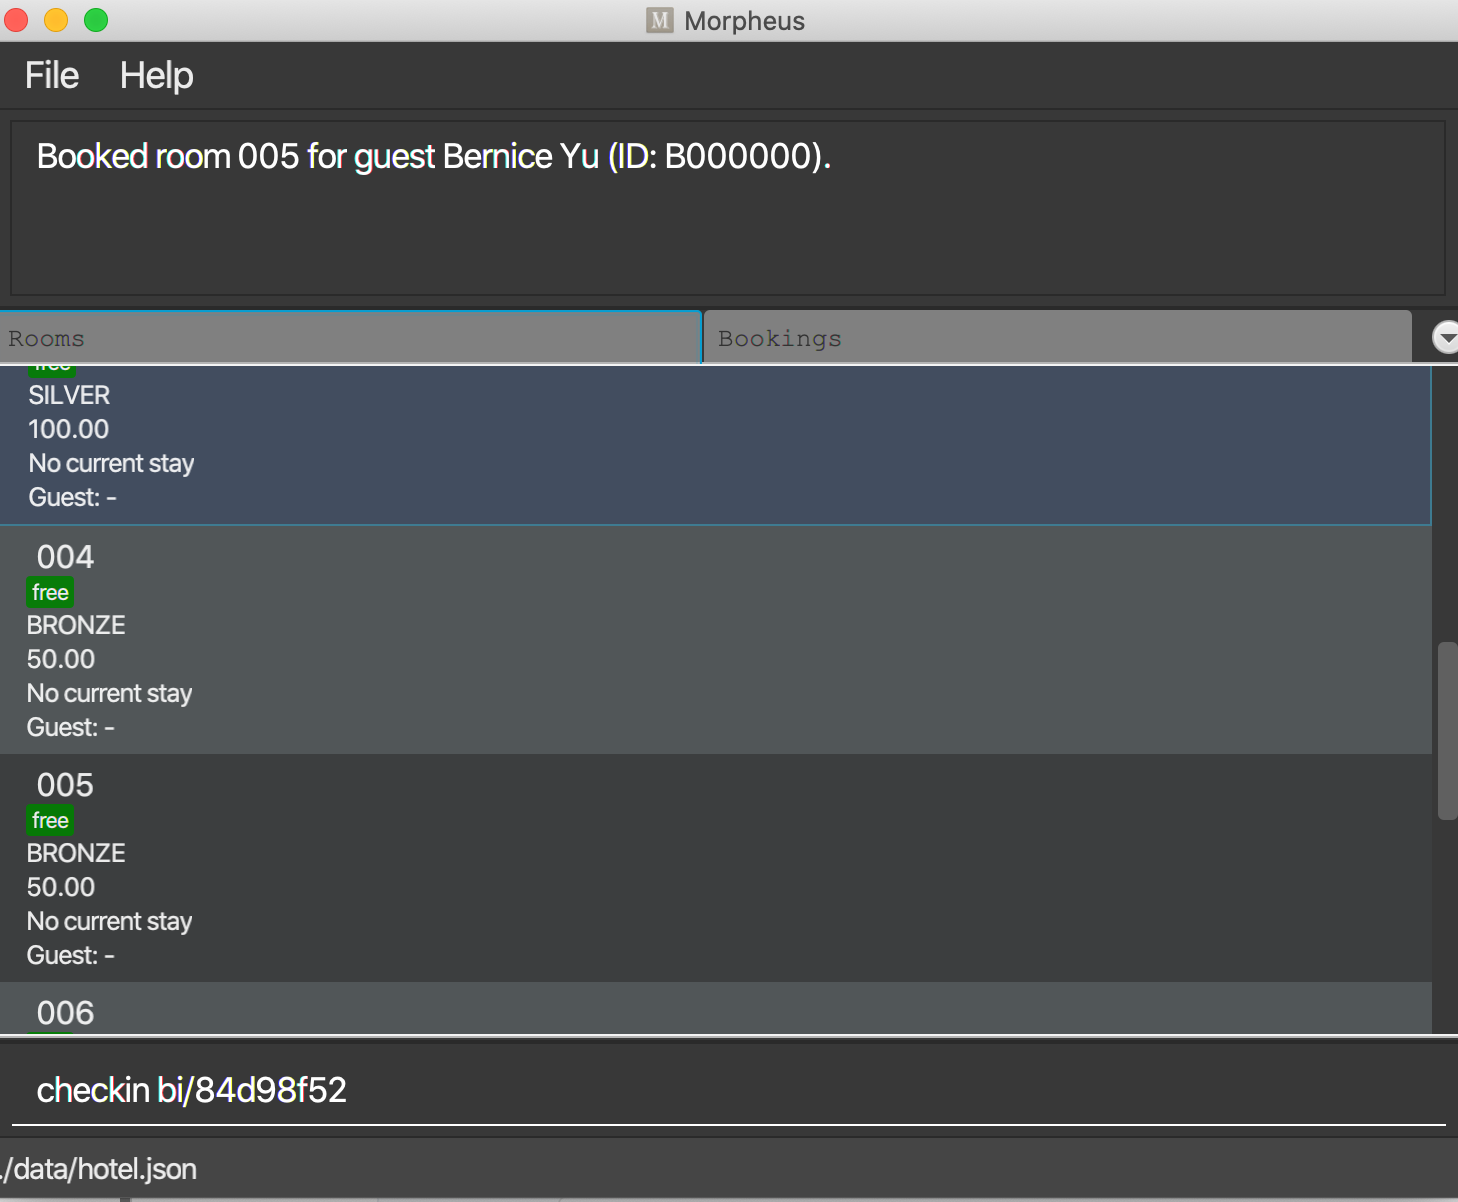 M Morpheus
File Help
Booked room 005 for guest Bernice Yu (ID: B000000).
Rooms Bookings
free
SILVER
100.00
No current stay
Guest: -
004
free
BRONZE
50.00
No current stay
Guest: -
005
free
BRONZE
50.00
No current stay
Guest: -
006
checkin bi/84d98f52
./data/hotel.json